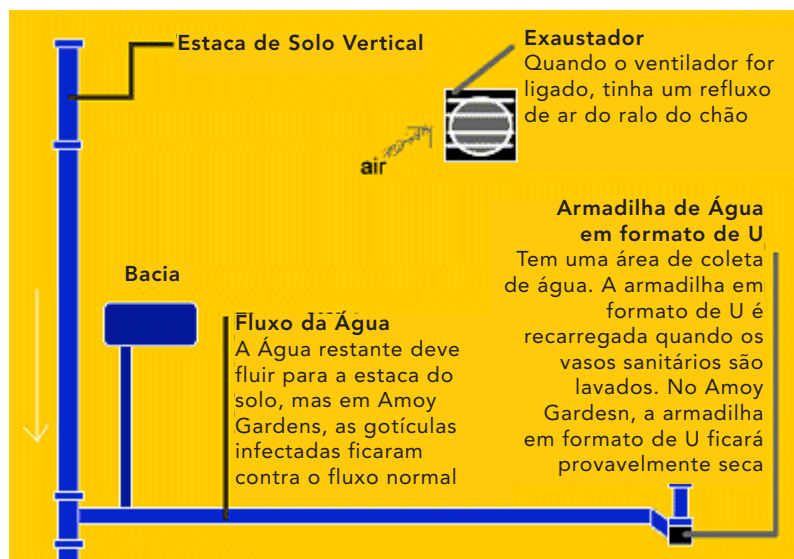 Estaca de Solo Vertical
Exaustador
Quando o ventilador for
ligado, tinha um refluxo
de ar do ralo do chão
air
Armadilha de Água
em formato de U
Tem uma área de coleta
de água. A armadilha em
formato de U é
recarregada quando os
vasos sanitários são
lavados. No Amoy
Gardesn, a armadilha
em formato de U ficará
provavelmente seca
Bacia
Fluxo da Água
A Água restante deve
fluir para a estaca do
solo, mas em Amoy
Gardens, as gotículas
infectadas ficaram
contra o fluxo normal